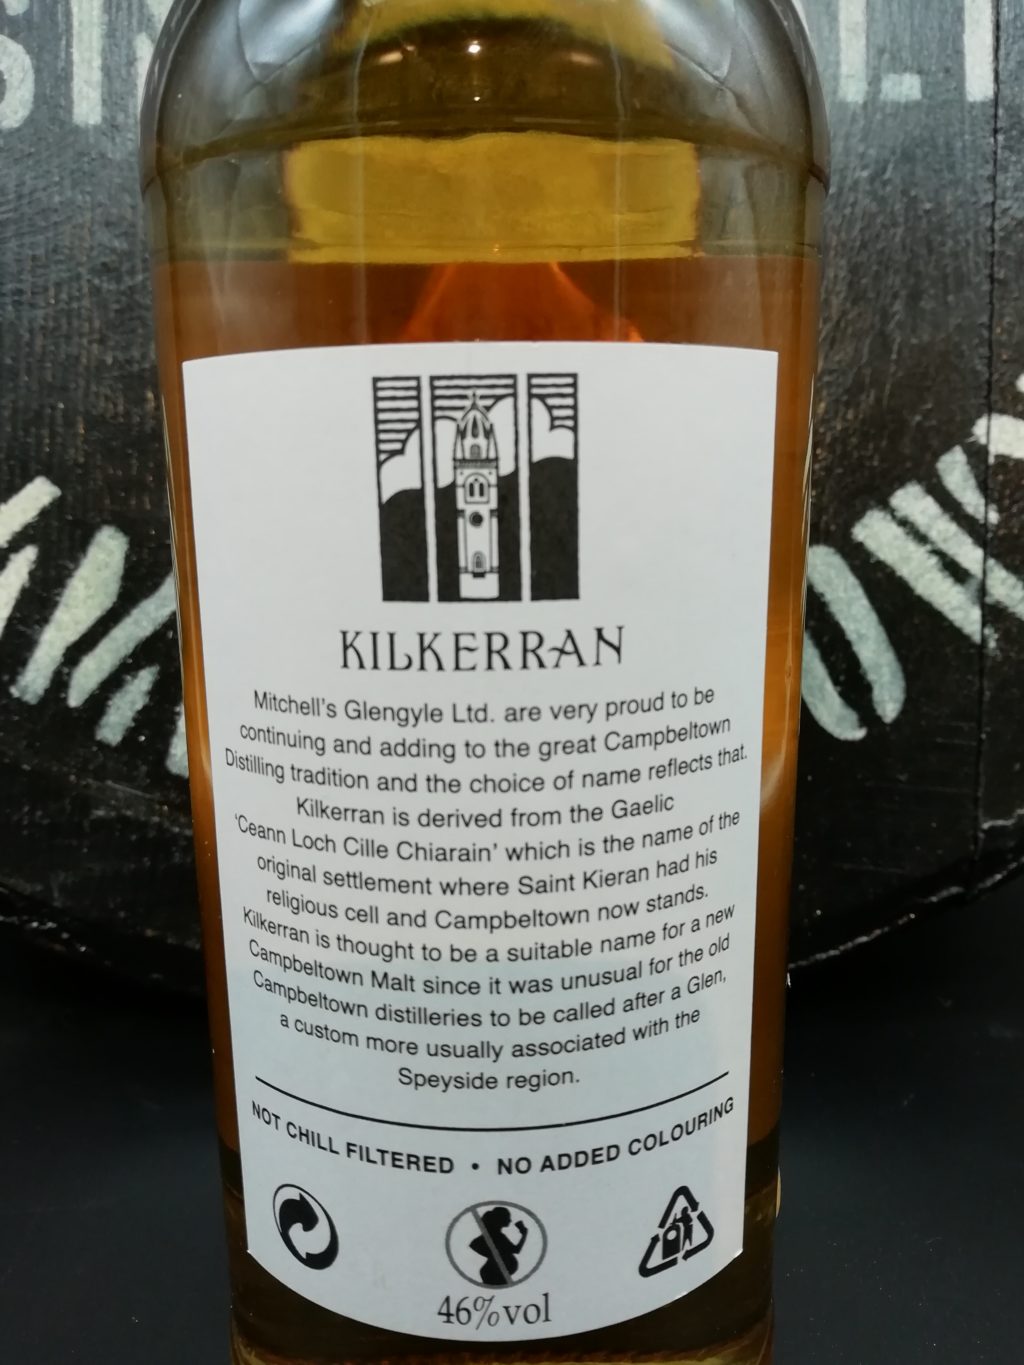 KILKERRAN
Mitchell's Glengyle Ltd. are very proud to be
continuing and adding to the great Campbeltown
Distilling tradition and the choice of name reflects that.
Kilkerran is derived from the Gaelic
'Ceann Loch Cille Chiarain' which is the name of the
original settlement where Saint Kieran had his
religious cell and Campbeltown now stands.
Kilkerran is thought to be a suitable name for a new
Campbeltown Malt since it was unusual for the old
Campbeltown distilleries to be called after a Glen,
a custom more usually associated with the
Speyside region.
NOT CHILL FILTERED • NO ADDED COLOURING
46%vol